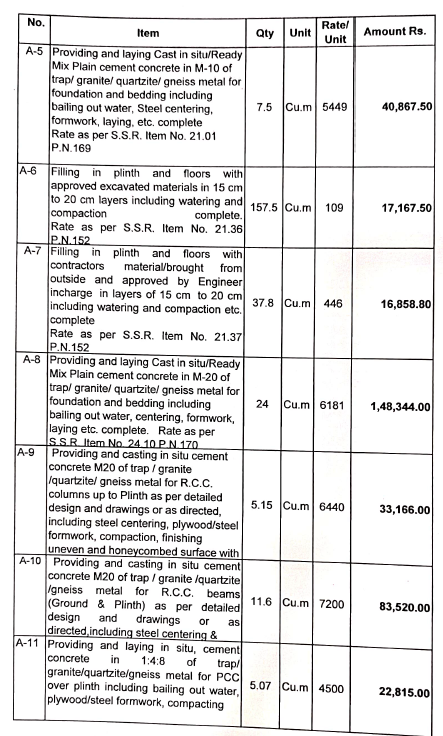 No. Item Qty Unit Rate/ Unit Amount Rs.
A-5 Providing and laying Cast in situ/Ready
Mix Plain cement concrete in M-10 of
trap/ granite/ quartzite/ gneiss metal for
foundation and bedding including
bailing out water, Steel centering,
formwork, laying, etc. complete
Rate as per S.S.R. Item No. 21.01
P.N.169
7.5 Cu.m 5449 40,867.50
A-6 Filling in plinth and floors with
approved excavated materials in 15 cm
to 20 cm layers including watering and
compaction complete.
Rate as per S.S.R. Item No. 21.36
P.N.152
157.5 Cu.m 109 17,167.50
A-7 Filling in plinth and floors with
contractors material/brought from
outside and approved by Engineer
incharge in layers of 15 cm to 20 cm
including watering and compaction etc.
complete
Rate as per S.S.R. Item No. 21.37
P.N.152
37.8 Cu.m 446 16,858.80
A-8 Providing and laying Cast in situ/Ready
Mix Plain cement concrete in M-20 of
trap/ granite/ quartzite/ gneiss metal for
foundation and bedding including
bailing out water, centering, formwork,
laying etc. complete. Rate as per
S.S.R. Item No. 24.10 P.N.170
24 Cu.m 6181 1,48,344.00
A-9 Providing and casting in situ cement
concrete M20 of trap / granite
/quartzite/ gneiss metal for R.C.C.
columns up to Plinth as per detailed
design and drawings or as directed,
including steel centering, plywood/steel
formwork, compaction, finishing
uneven and honeycombed surface with
5.15 Cu.m 6440 33,166.00
A-10 Providing and casting in situ cement
concrete M20 of trap / granite /quartzite
/gneiss metal for R.C.C. beams
(Ground & Plinth) as per detailed
design and drawings or as
directed,including steel centering &
11.6 Cu.m 7200 83,520.00
A-11 Providing and laying in situ, cement
concrete in 1:4:8 of trap/
granite/quartzite/gneiss metal for PCC
over plinth including bailing out water,
plywood/steel formwork, compacting
5.07 Cu.m 4500 22,815.00